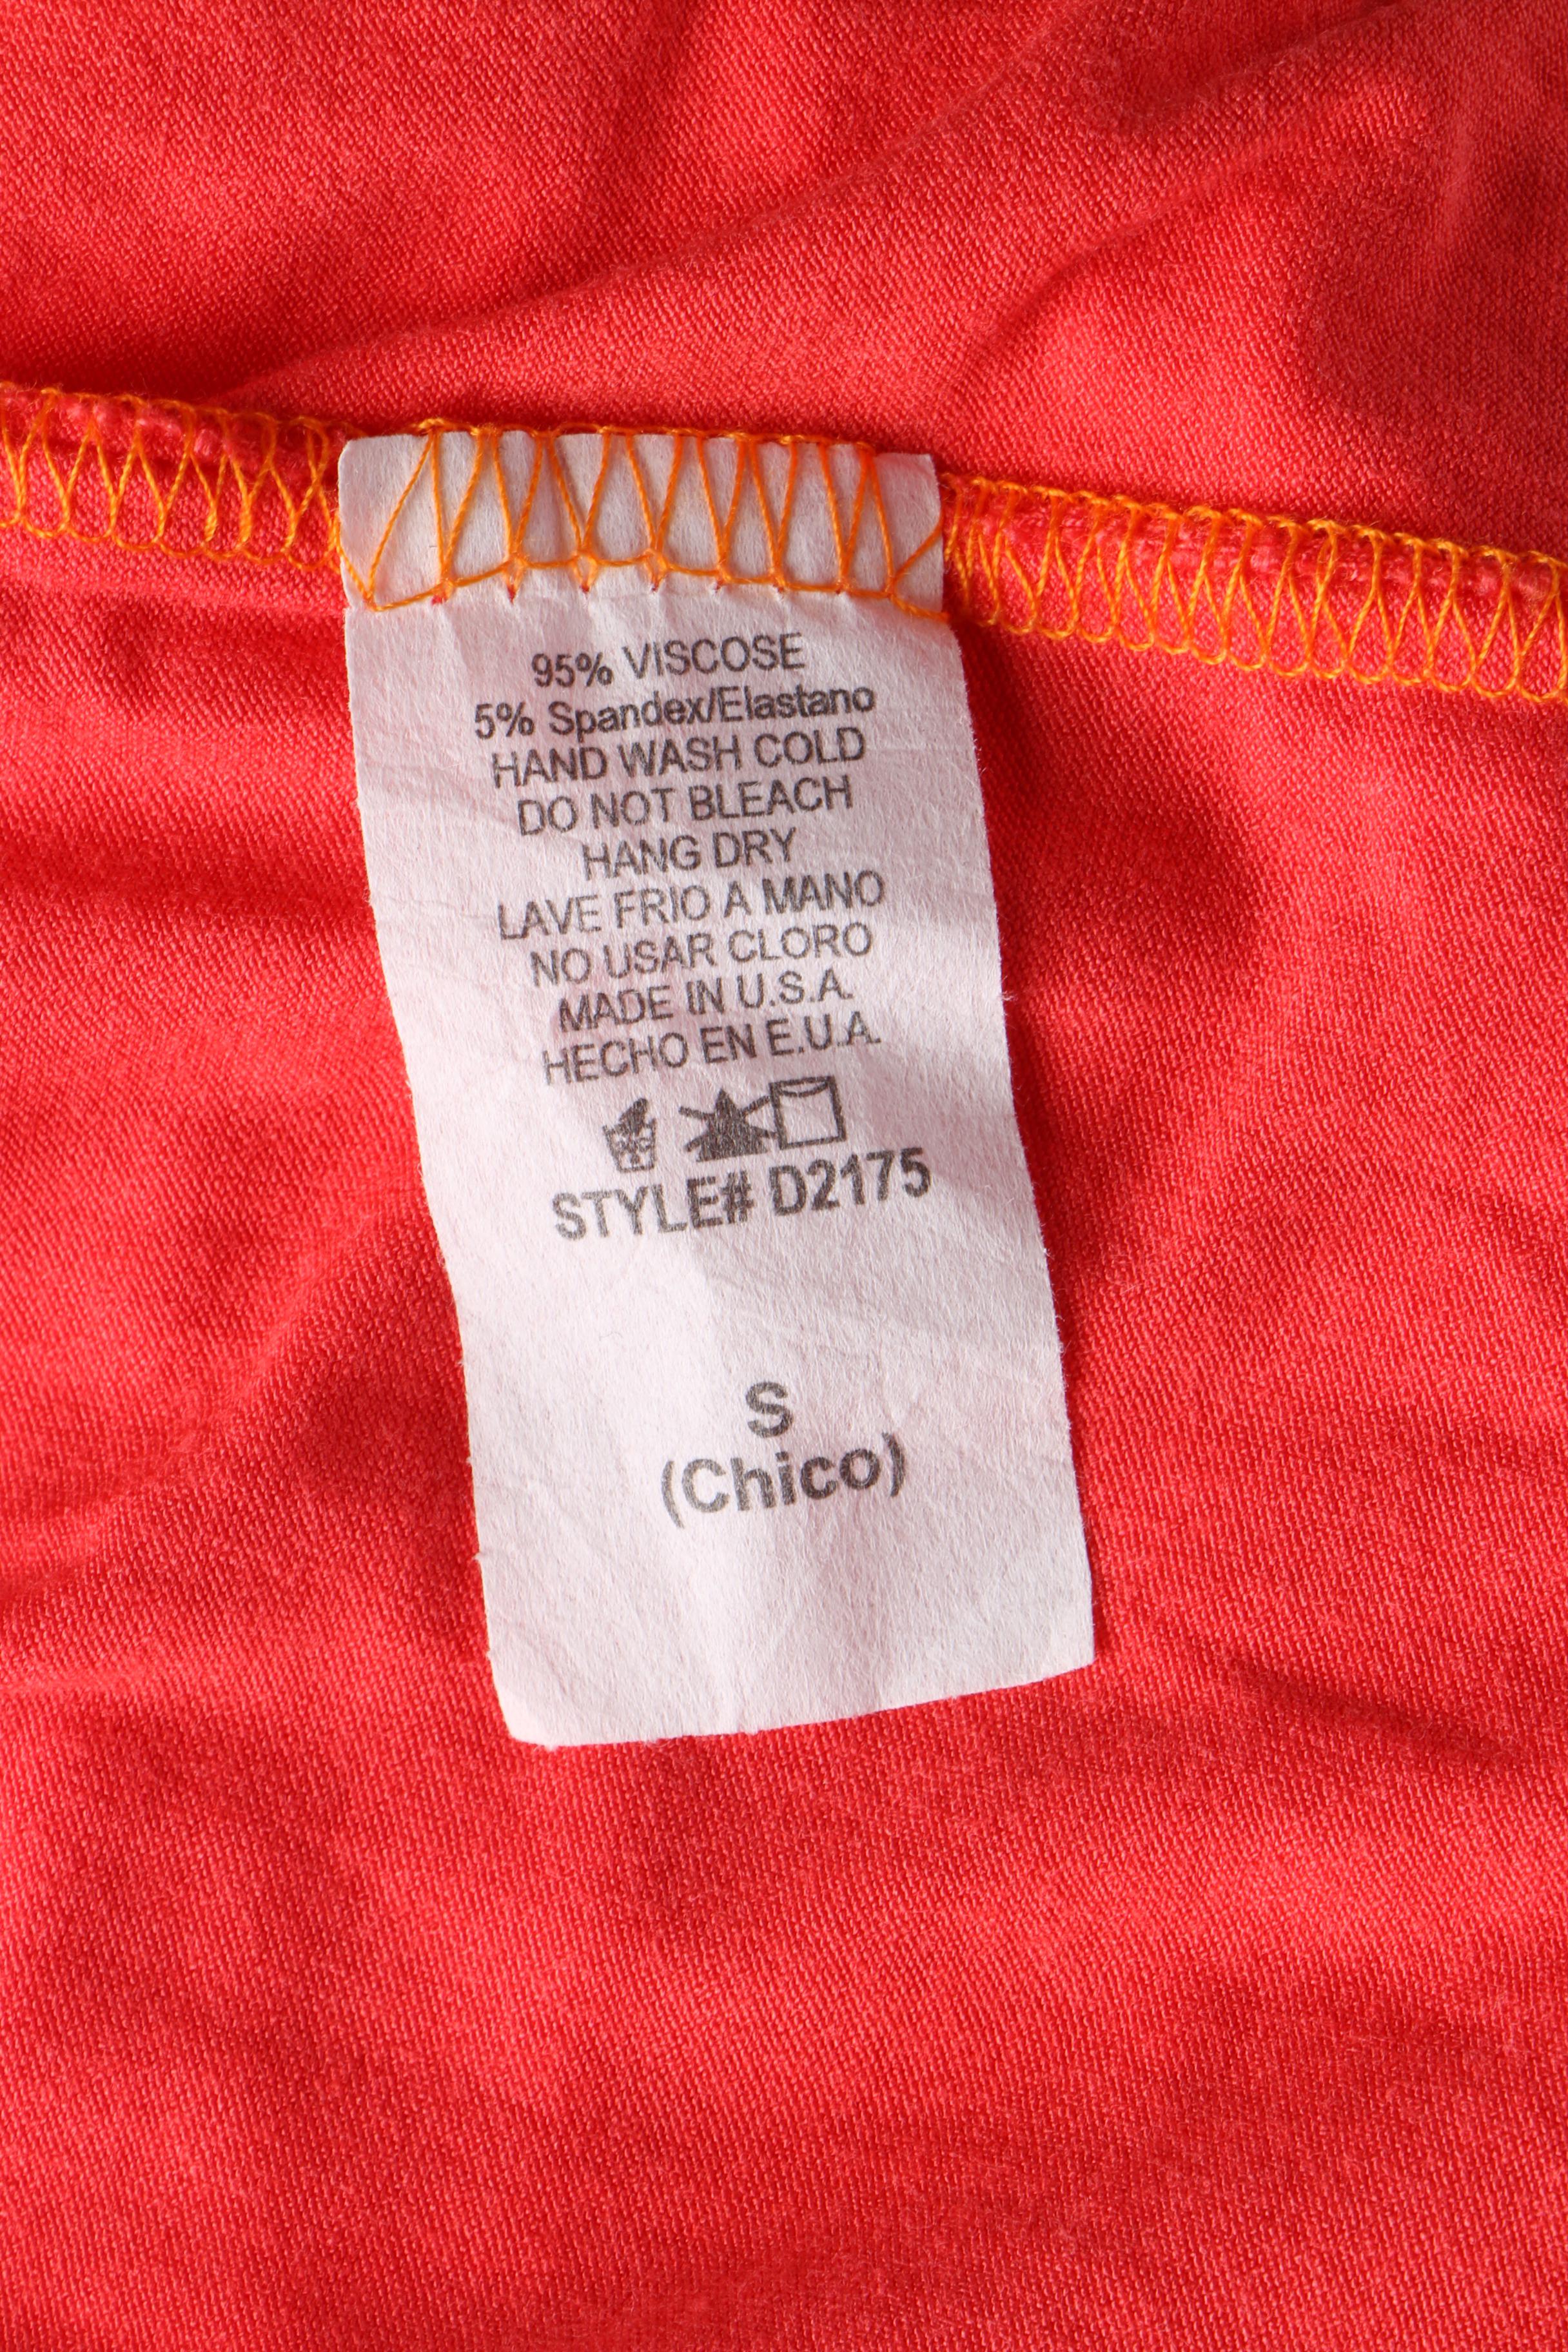 95% VISCOSE
5% Spandex/Elastano
HAND WASH COLD
DO NOT BLEACH
HANG DRY
LAVE FRIO A MANO
NO USAR CLORO
MADE IN U.S.A.
HECHO EN E.U.A.
STYLE# D2175
S
(Chico)